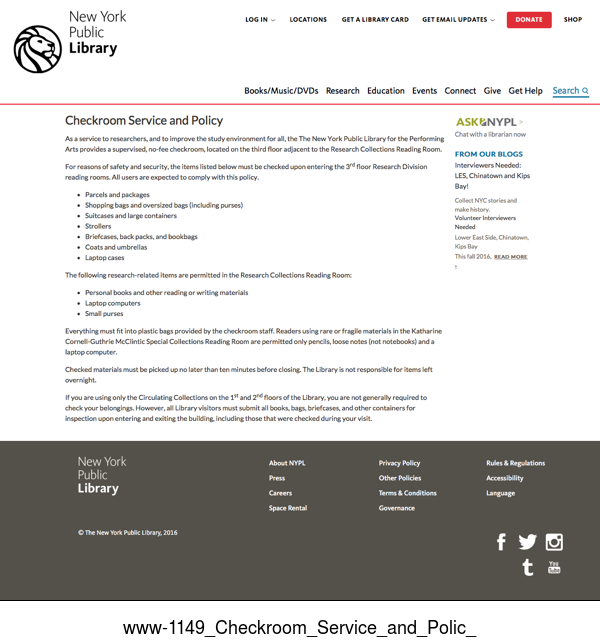 New York
Public
Library
LOG IN
LOCATIONS
GET A LIBRARY CARD
GET EMAIL UPDATES
DONATE
SHOP
Books/Music/DVDs Research Education Events Connect Give Get Help Search
Checkroom Service and Policy
As a service to researchers, and to improve the study environment for all, the The New York Public Library for the Performing
Arts provides a supervised, no-fee checkroom, located on the third floor adjacent to the Research Collections Reading Room.
For reasons of safety and security, the items listed below must be checked upon entering the 3rd floor Research Division
reading rooms. All users are expected to comply with this policy.
• Parcels and packages
• Shopping bags and oversized bags (including purses)
• Suitcases and large containers
• Strollers
• Briefcases, back packs, and bookbags
• Coats and umbrellas
• Laptop cases
The following research-related items are permitted in the Research Collections Reading Room:
• Personal books and other reading or writing materials
• Laptop computers
• Small purses
Everything must fit into plastic bags provided by the checkroom staff. Readers using rare or fragile materials in the Katharine
Cornell-Guthrie McClintic Special Collections Reading Room are permitted only pencils, loose notes (not notebooks) and a
laptop computer.
Checked materials must be picked up no later than ten minutes before closing. The Library is not responsible for items left
overnight.
If you are using only the Circulating Collections on the 1st and 2nd floors of the Library, you are not generally required to
check your belongings. However, all Library visitors must submit all books, bags, briefcases, and other containers for
inspection upon entering and exiting the building, including those that were checked during your visit.
ASK NYPL >
Chat with a librarian now
FROM OUR BLOGS
Interviewers Needed:
LES, Chinatown and Kips
Bay!
Collect NYC stories and
make history.
Volunteer Interviewers
Needed
Lower East Side, Chinatown,
Kips Bay
This fall 2016, READ MORE
New York
Public
Library
About NYPL
Press
Careers
Space Rental
Privacy Policy
Other Policies
Terms & Conditions
Governance
Rules & Regulations
Accessibility
Language
© The New York Public Library, 2016
You
Tube
www-1149_Checkroom_Service_and_Polic_